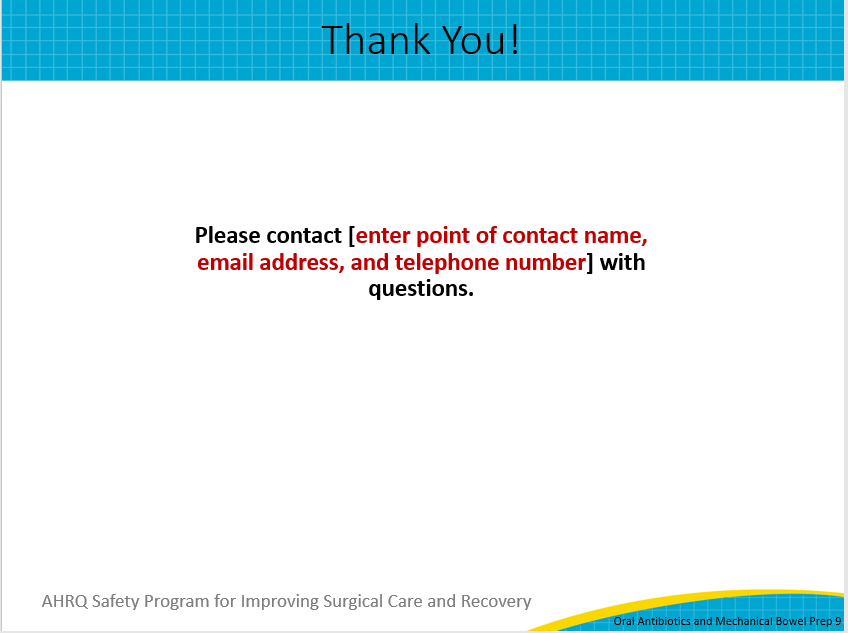 Thank You!
Please contact [enter point of contact name,
email address, and telephone number] with
questions.
AHRQ Safety Program for Improving Surgical Care and Recovery
Oral Antibiotics and Mechanical Bowel Prep 9